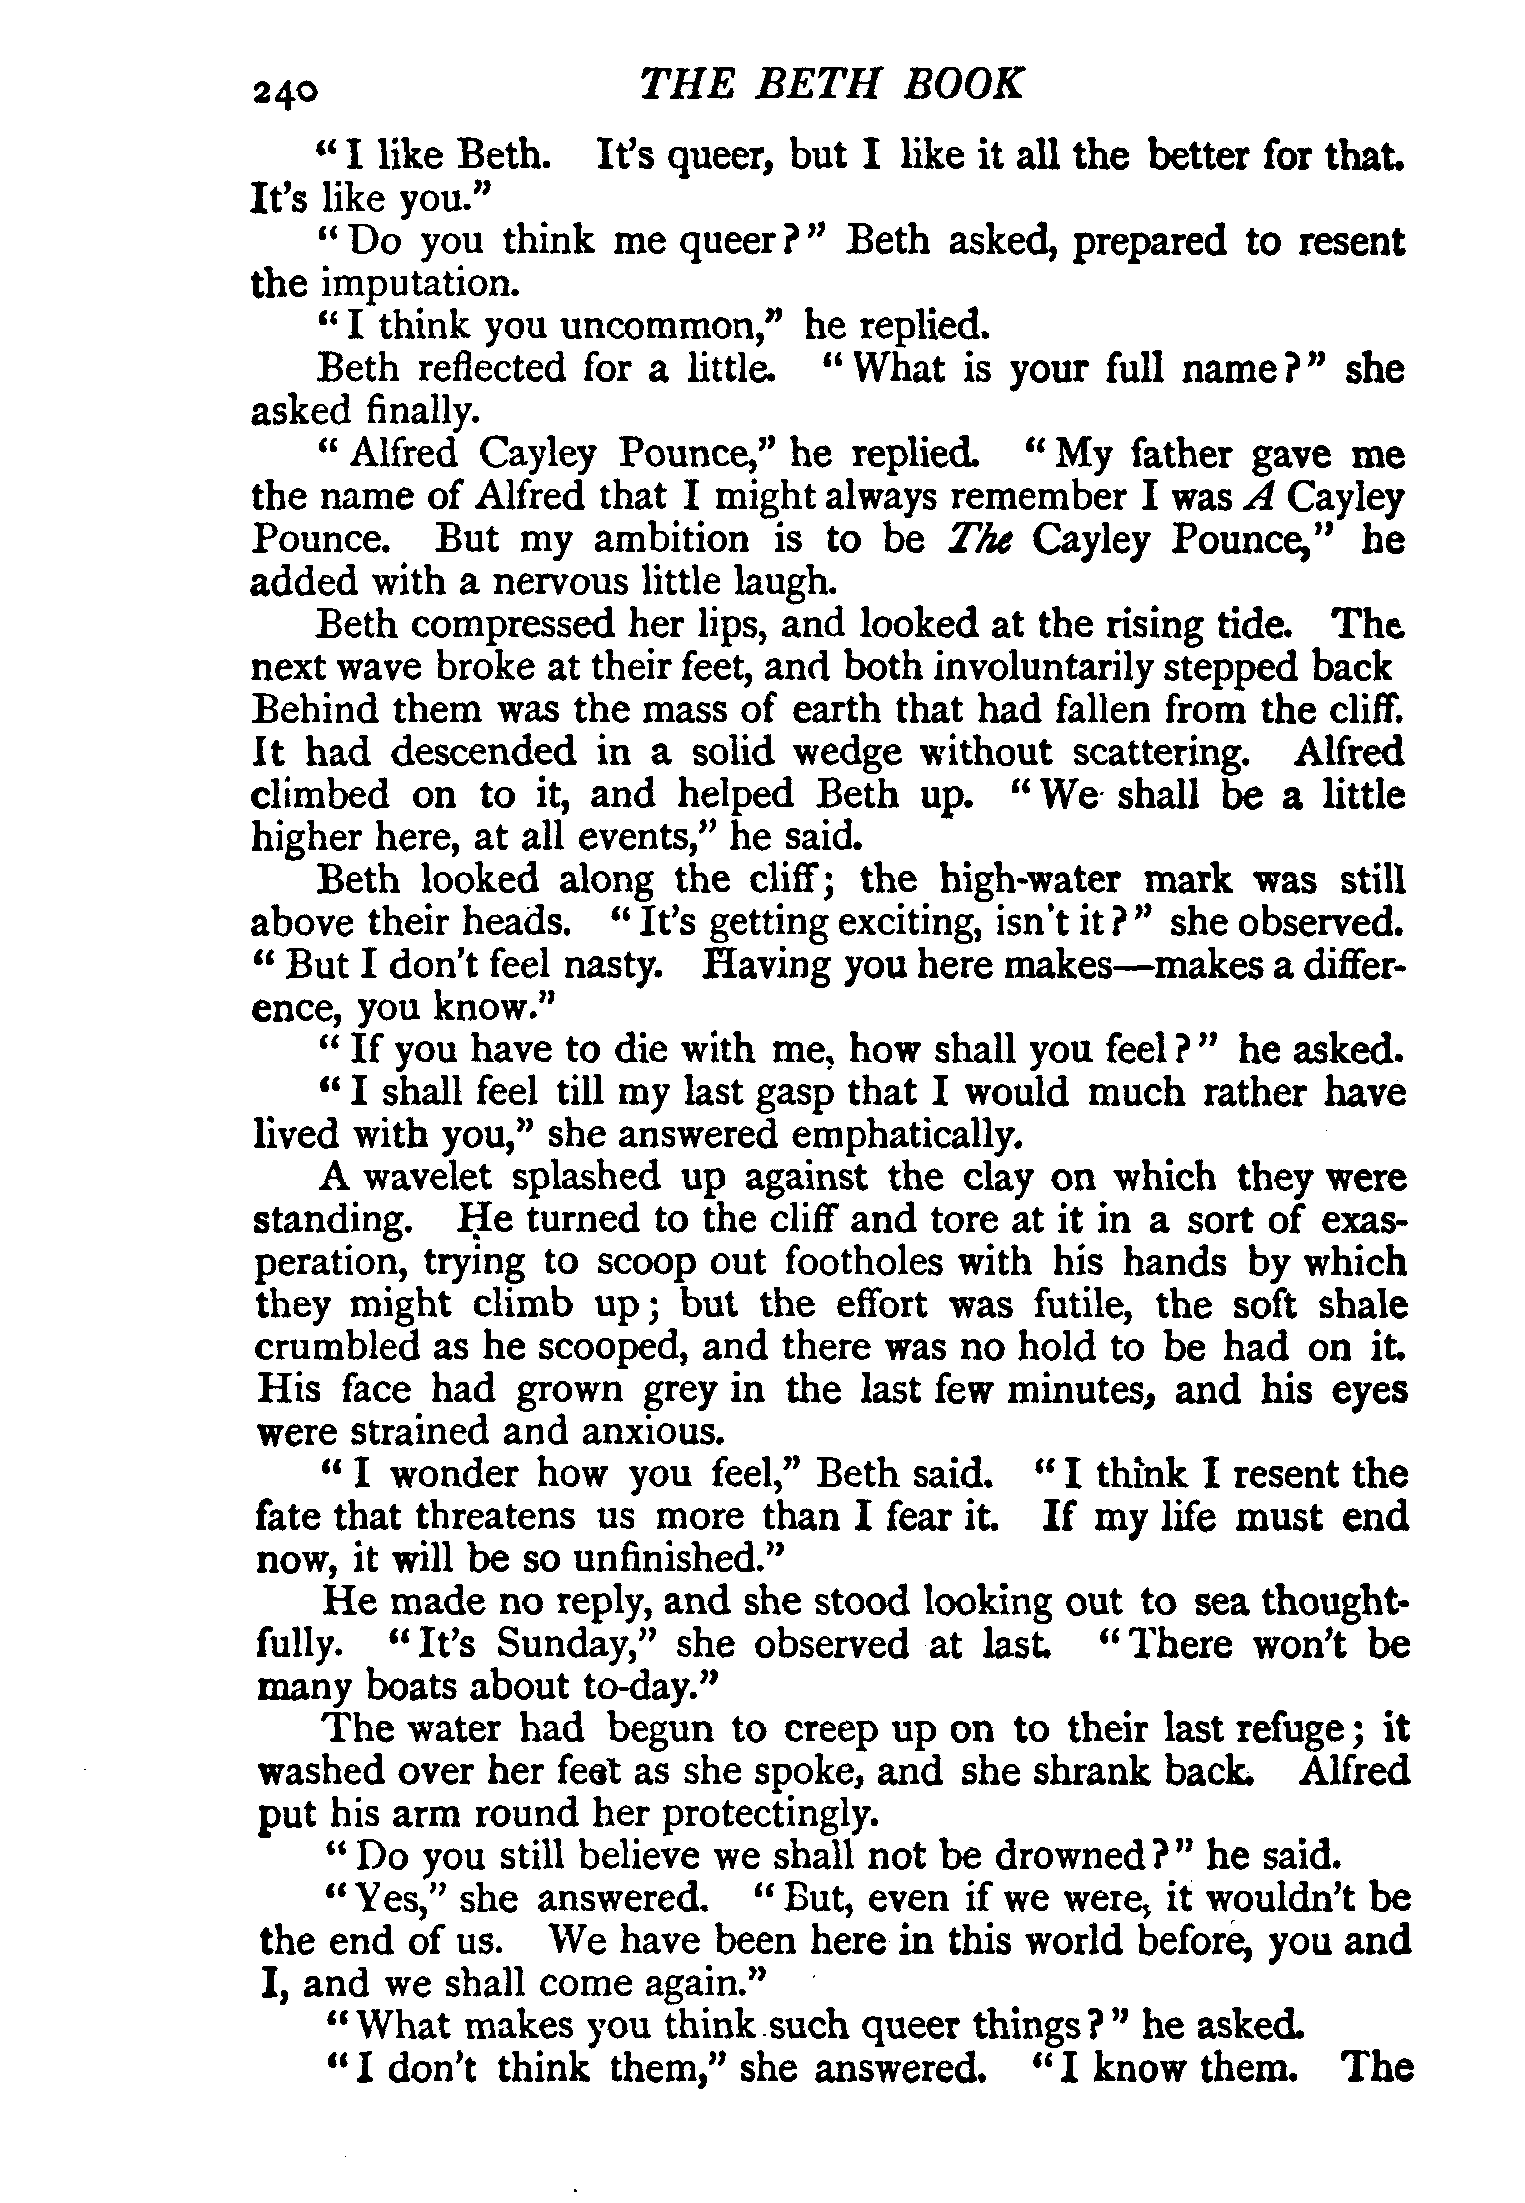 240 THE BETH BOOK
“I like Beth. It's queer, but I like it all the better for that.
It's like you.”
“Do you think me queer?” Beth asked, prepared to resent
the imputation.
“I think you uncommon,” he replied.
Beth reflected for a little. “What is your full name?” she
asked finally.
“Alfred Cayley Pounce,” he replied. “My father gave me
the name of Alfred that I might always remember I was A Cayley
Pounce. But my ambition is to be The Cayley Pounce,” he
added with a nervous little laugh.
Beth compressed her lips, and looked at the rising tide. The
next wave broke at their feet, and both involuntarily stepped back
Behind them was the mass of earth that had fallen from the cliff.
It had descended in a solid wedge without scattering. Alfred
climbed on to it, and helped Beth up. “We shall be a little
higher here, at all events,” he said.
Beth looked along the cliff; the high-water mark was still
above their heads. “It's getting exciting, isn't it?” she observed.
“But I don't feel nasty. Having you here makes—makes a differ-
ence, you know.”
“If you have to die with me, how shall you feel?” he asked.
“I shall feel till my last gasp that I would much rather have
lived with you,” she answered emphatically.
A wavelet splashed up against the clay on which they were
standing. He turned to the cliff and tore at it in a sort of exas-
peration, trying to scoop out footholes with his hands by which
they might climb up; but the effort was futile, the soft shale
crumbled as he scooped, and there was no hold to be had on it.
His face had grown grey in the last few minutes, and his eyes
were strained and anxious.
“I wonder how you feel,” Beth said. “I think I resent the
fate that threatens us more than I fear it. If my life must end
now, it will be so unfinished.”
He made no reply, and she stood looking out to sea thought-
fully. “It's Sunday,” she observed at last. “There won't be
many boats about to-day.”
The water had begun to creep up on to their last refuge; it
washed over her feet as she spoke, and she shrank back. Alfred
put his arm round her protectingly.
“Do you still believe we shall not be drowned?” he said.
“Yes,” she answered. “But, even if we were, it wouldn't be
the end of us. We have been here in this world before, you and
I, and we shall come again.”
“What makes you think such queer things?” he asked.
“I don't think them,” she answered. “I know them. The